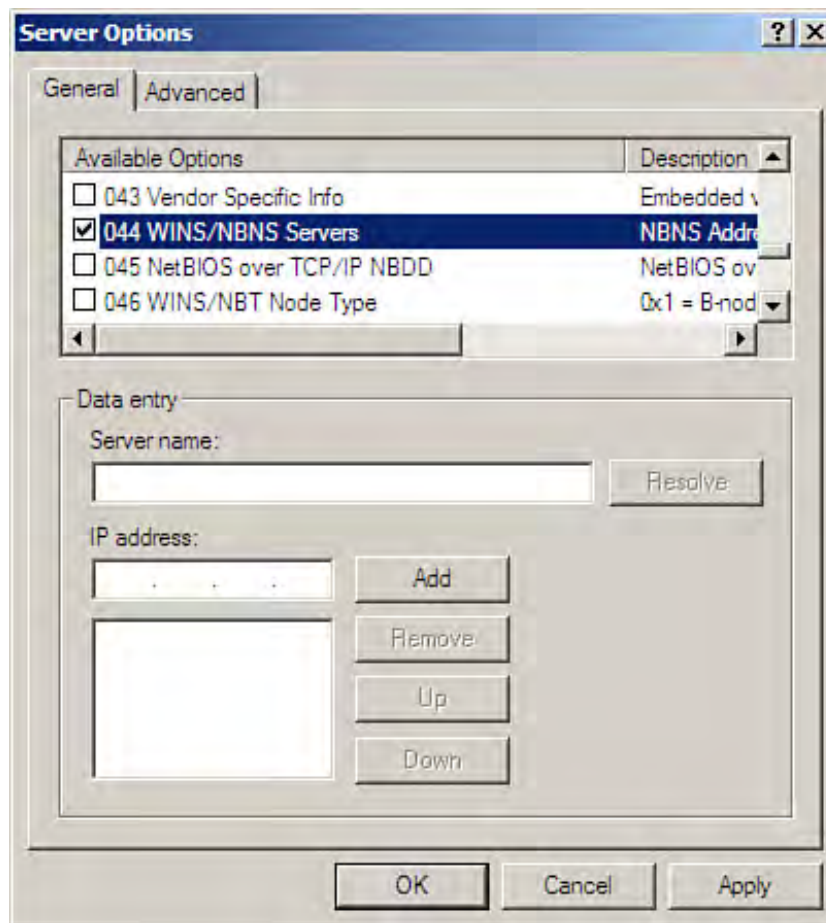 Server Options
General Advanced
Available Options Description
043 Vendor Specific Info Embedded
044 WINS/NBNS Servers NBNS Addre
045 NetBIOS over TCP/IP NBDD NetBIOS ov
046 WINS/NBT Node Type 0x1 = B-nod
Data entry
Server name:
Resolve
IP address:
Add
Remove
Up
Down
OK Cancel Apply